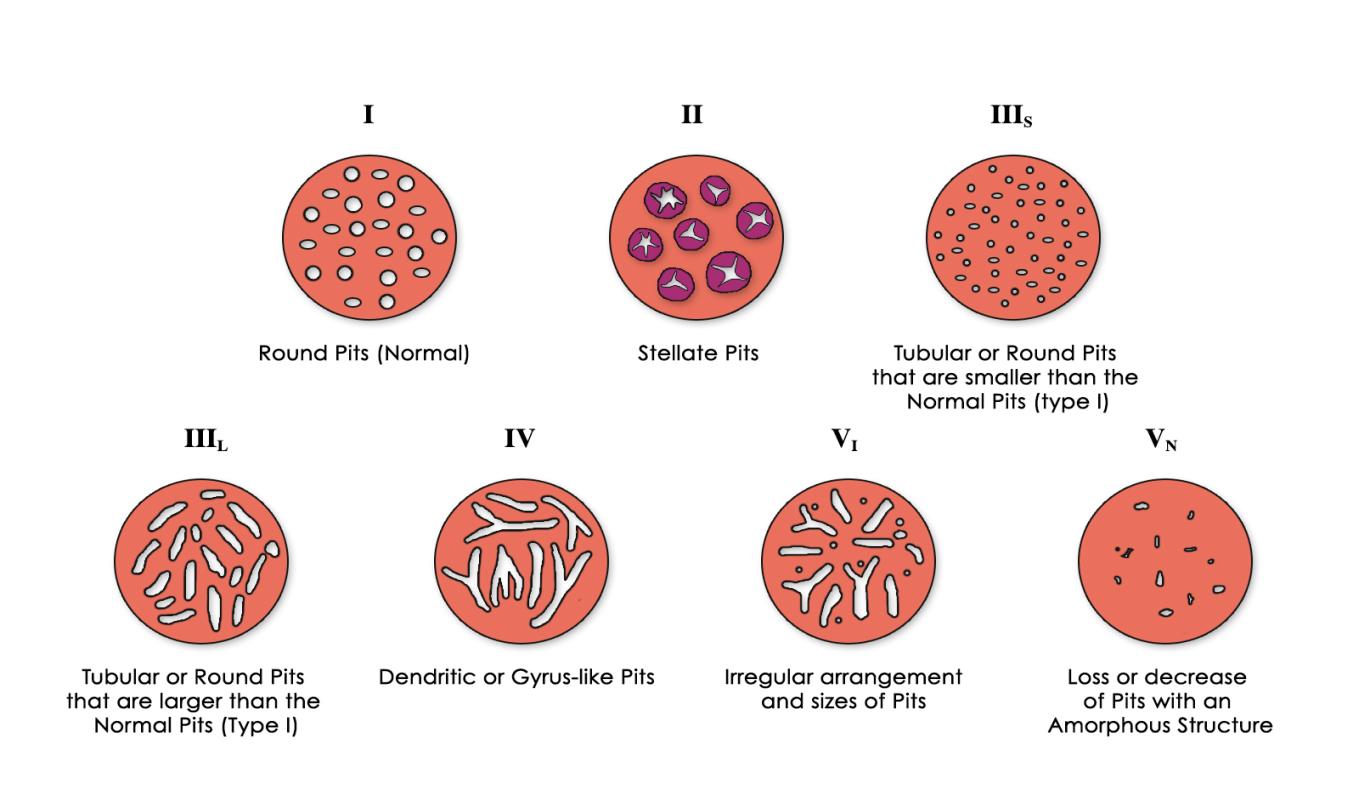 I
II
IIIS
Round Pits (Normal)
Stellate Pits
Tubular or Round Pits
that are smaller than the
Normal Pits (type I)
IIIL
IV
VI
VN
Tubular or Round Pits
that are larger than the
Normal Pits (Type I)
Dendritic or Gyrus-like Pits
Irregular arrangement
and sizes of Pits
Loss or decrease
of Pits with an
Amorphous Structure